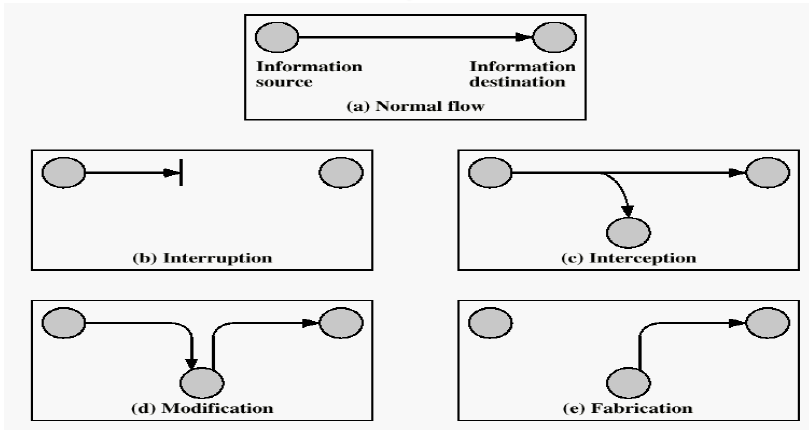 Information Information
source destination
(a) Normal flow
(b) Interruption
(c) Interception
(d) Modification
(e) Fabrication